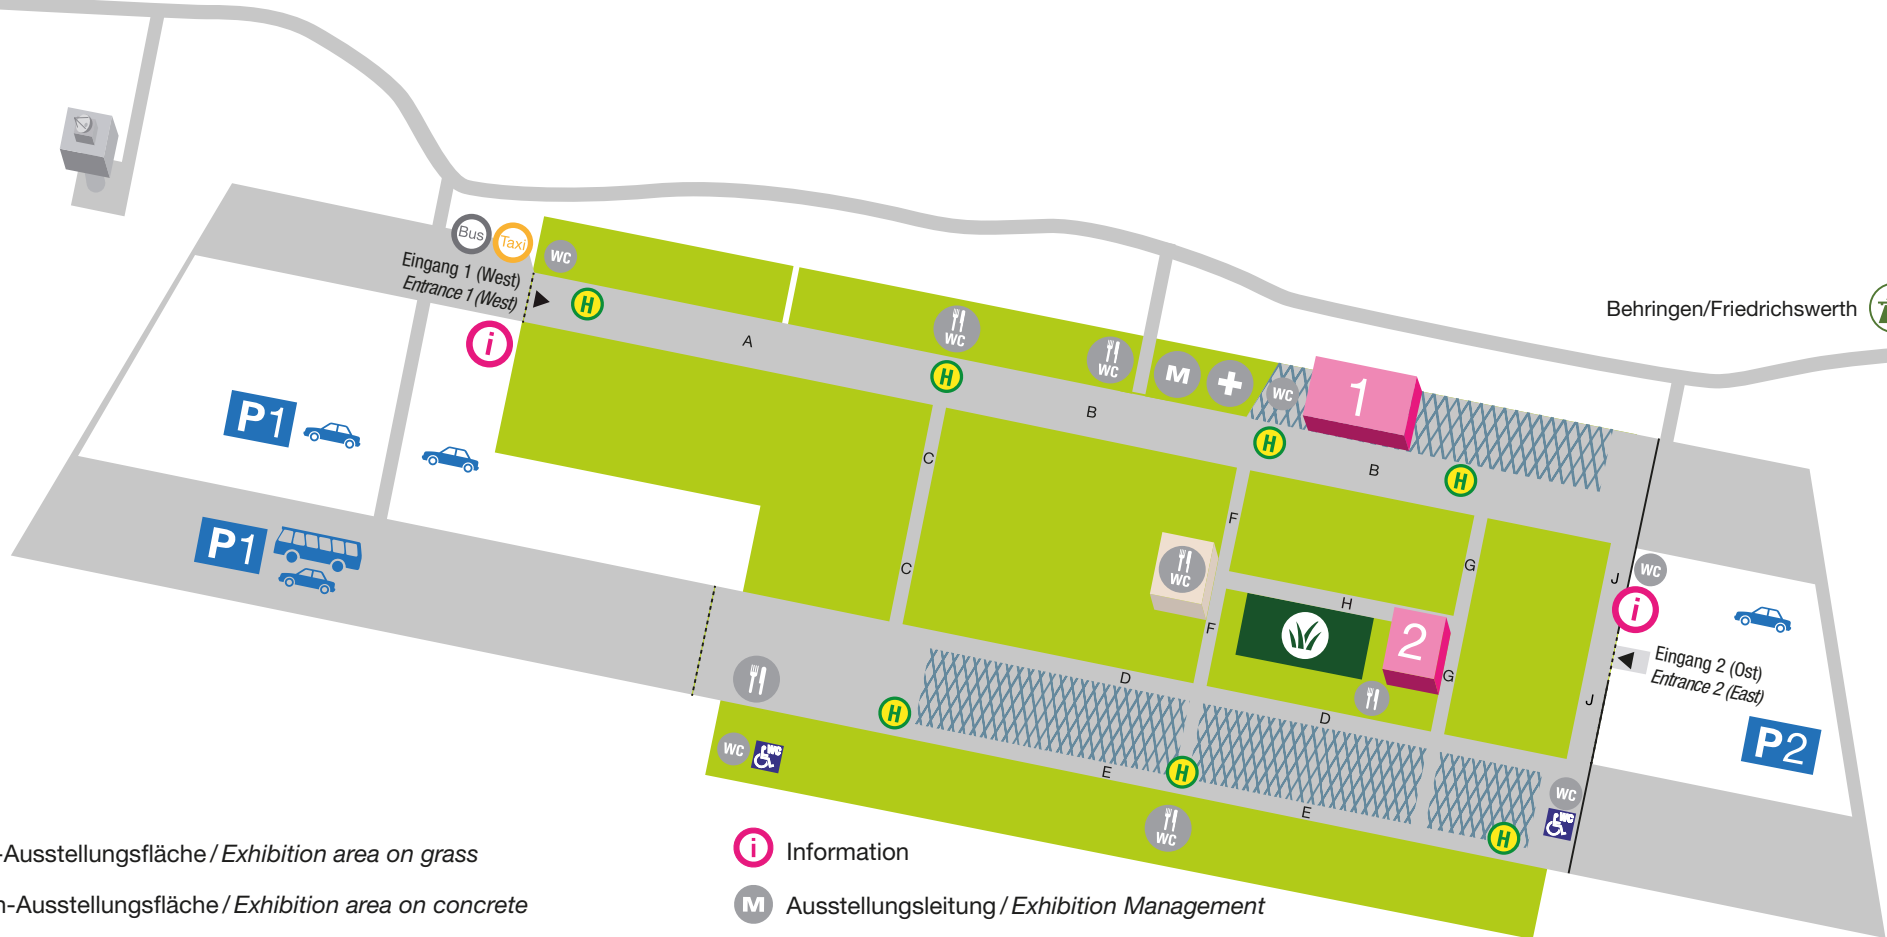 Bus
Taxi
WC
Eingang 1 (West)
Entrance 1 (West)
H
i
A
WC
H
B
WC
M
WC
H
1
B
H
Behringen/Friedrichswerth
P1
P1
C
C
F
WC
F
G
H
2
G
J
WC
i
Eingang 2 (Ost)
Entrance 2 (East)
J
P2
D
D
H
WC
WC
E
H
E
WC
WC
WC
H
-Ausstellungsfläche / Exhibition area on grass
n-Ausstellungsfläche / Exhibition area on concrete
i Information
M Ausstellungsleitung / Exhibition Management